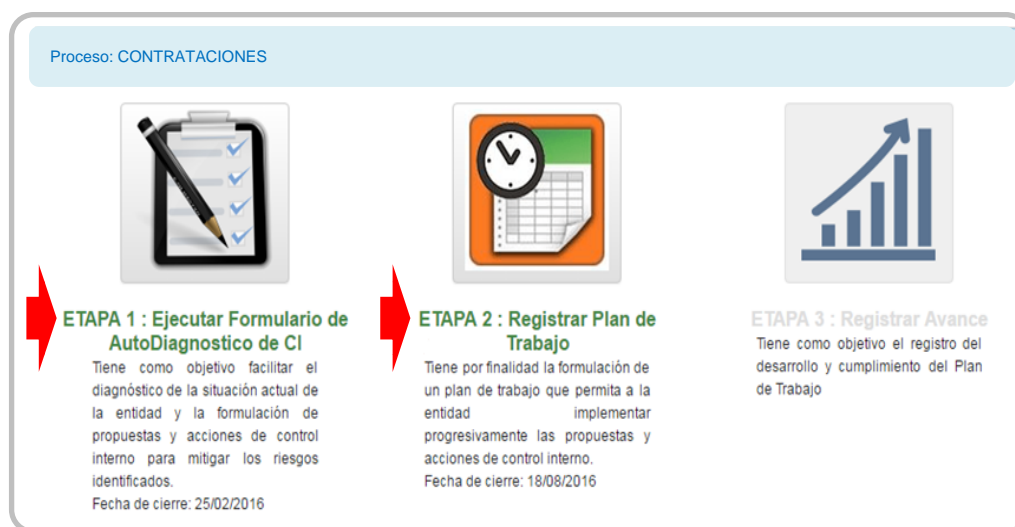 Proceso: CONTRATACIONES
ETAPA 1 : Ejecutar Formulario de
AutoDiagnostico de CI
Tiene como objetivo facilitar el
diagnóstico de la situación actual de
la entidad y la formulación de
propuestas y acciones de control
interno para mitigar los riesgos
identificados.
Fecha de cierre: 25/02/2016
ETAPA 2 : Registrar Plan de
Trabajo
Tiene por finalidad la formulación de
un plan de trabajo que permita a la
entidad implementar
progresivamente las propuestas y
acciones de control interno.
Fecha de cierre: 18/08/2016
ETAPA 3 : Registrar Avance
Tiene como objetivo el registro del
desarrollo y cumplimiento del Plan
de Trabajo